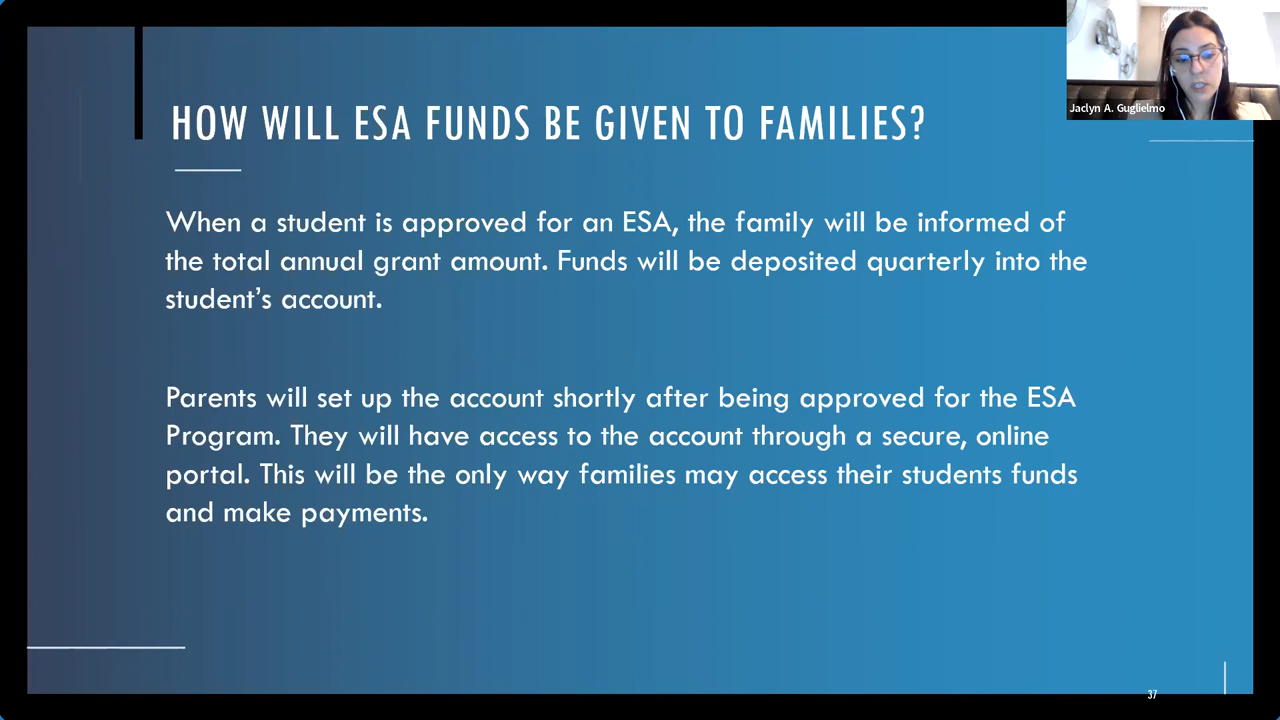 Jaclyn A. Guglielmo
HOW WILL ESA FUNDS BE GIVEN TO FAMILIES?
When a student is approved for an ESA, the family will be informed of
the total annual grant amount. Funds will be deposited quarterly into the
student’s account.
Parents will set up the account shortly after being approved for the ESA
Program. They will have access to the account through a secure, online
portal. This will be the only way families may access their students funds
and make payments.
37